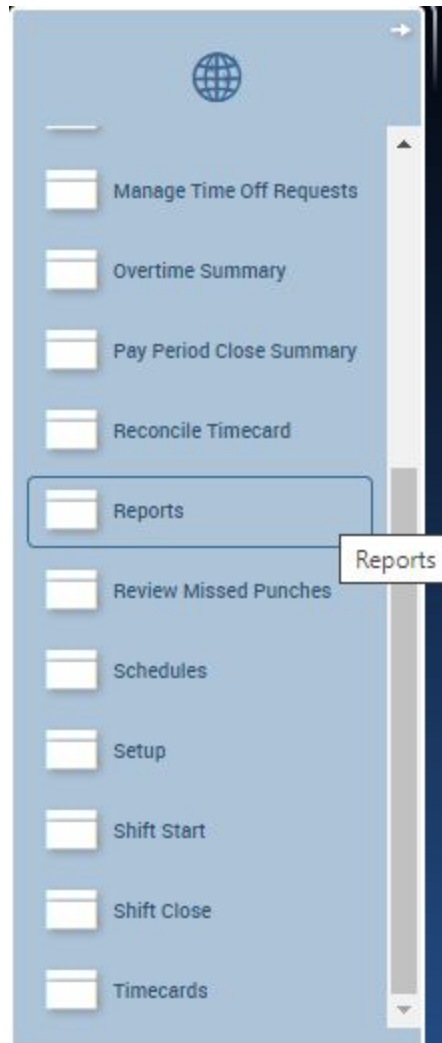 Manage Time Off Requests
Overtime Summary
Pay Period Close Summary
Reconcile Timecard
Reports
Reports
Review Missed Punches
Schedules
Setup
Shift Start
Shift Close
Timecards